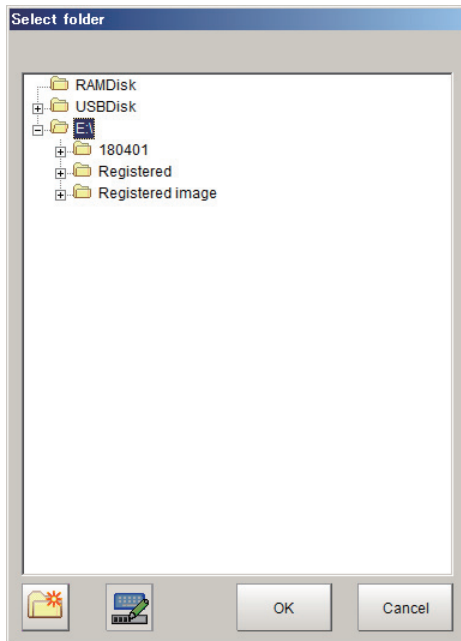 Select folder
RAMDisk
USBDisk
E:\
180401
Registered
Registered image
OK
Cancel